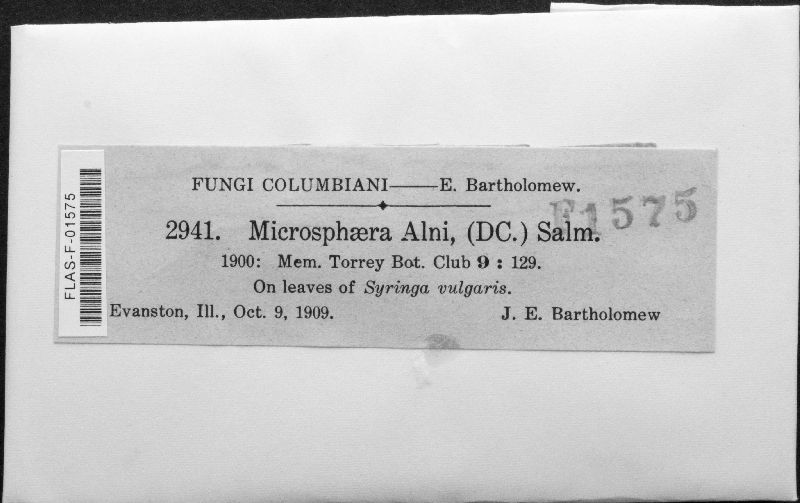 FUNGI COLUMBIANI—E. Bartholomew.
F1575
2941. Microsphæra Alni, (DC.) Salm.
1900: Mem. Torrey Bot. Club 9 : 129.
On leaves of Syringa vulgaris.
Evanston, Ill., Oct. 9, 1909. J. E. Bartholomew
FLAS-F-01575